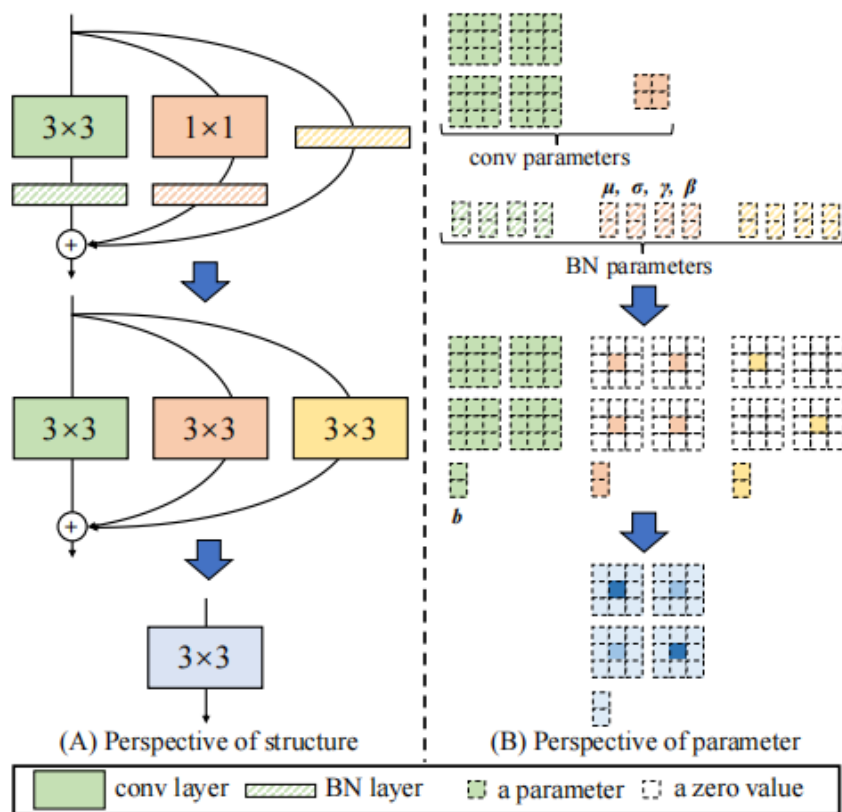 3×3
1×1
+
3×3
3×3
3×3
+
3×3
(A) Perspective of structure
conv parameters
μ, σ, γ, β
BN parameters
b
(B) Perspective of parameter
conv layer
BN layer
a parameter
a zero value